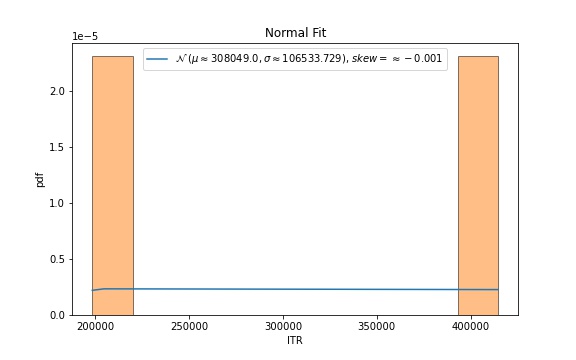 Normal Fit
1e−5
𝒩 (μ ≈ 308049.0, σ ≈ 106533.729), skew = ≈ −0.001
2.0
1.5
1.0
0.5
0.0
pdf
200000 250000 300000 350000 400000
ITR